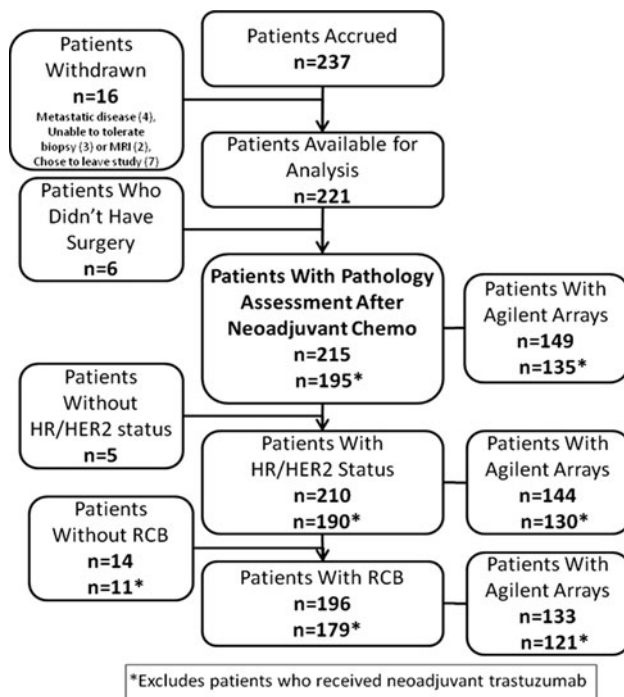 Patients Accrued
n=237
Patients
Withdrawn
n=16
Metastatic disease (4),
Unable to tolerate
biopsy (3) or MRI (2),
Chose to leave study (7)
Patients Available for
Analysis
n=221
Patients Who
Didn't Have
Surgery
n=6
Patients With Pathology
Assessment After
Neoadjuvant Chemo
n=215
n=195*
Patients With
Agilent Arrays
n=149
n=135*
Patients
Without
HR/HER2 status
n=5
Patients With
HR/HER2 Status
n=210
n=190*
Patients With
Agilent Arrays
n=144
n=130*
Patients
Without RCB
n=14
n=11*
Patients With RCB
n=196
n=179*
Patients With
Agilent Arrays
n=133
n=121*
*Excludes patients who received neoadjuvant trastuzumab